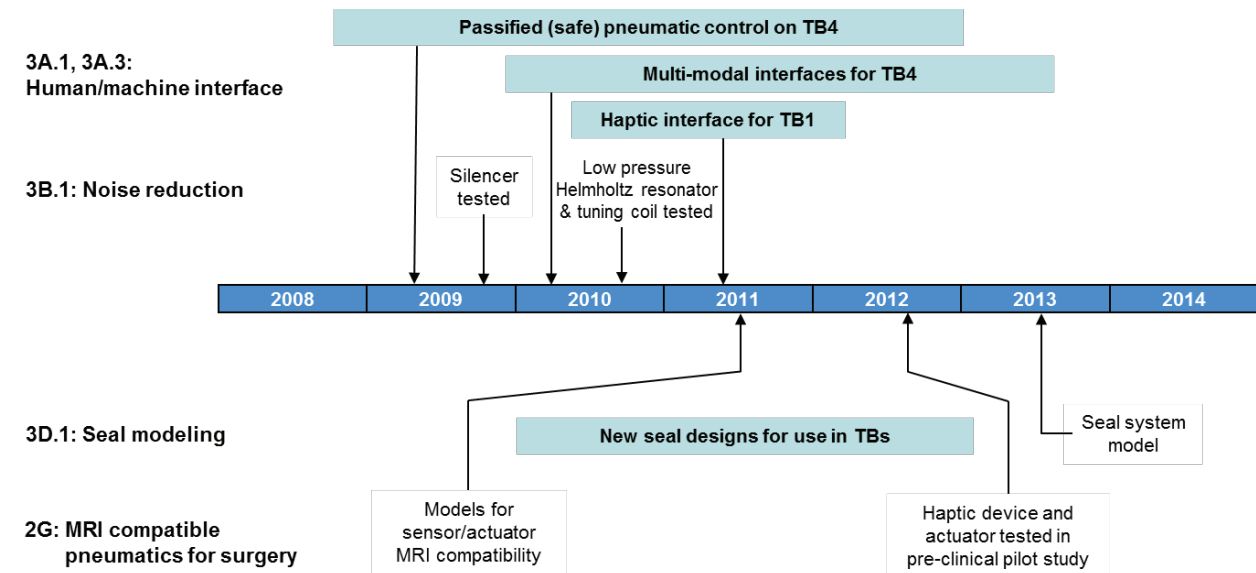 Passified (safe) pneumatic control on TB4
3A.1, 3A.3:
Human/machine interface
Multi-modal interfaces for TB4
Haptic interface for TB1
3B.1: Noise reduction
Silencer
tested
Low pressure
Helmholtz resonator
& tuning coil tested
2008 2009 2010 2011 2012 2013 2014
3D.1: Seal modeling
New seal designs for use in TBs
Seal system
model
2G: MRI compatible
pneumatics for surgery
Models for
sensor/actuator
MRI compatibility
Haptic device and
actuator tested in
pre-clinical pilot study